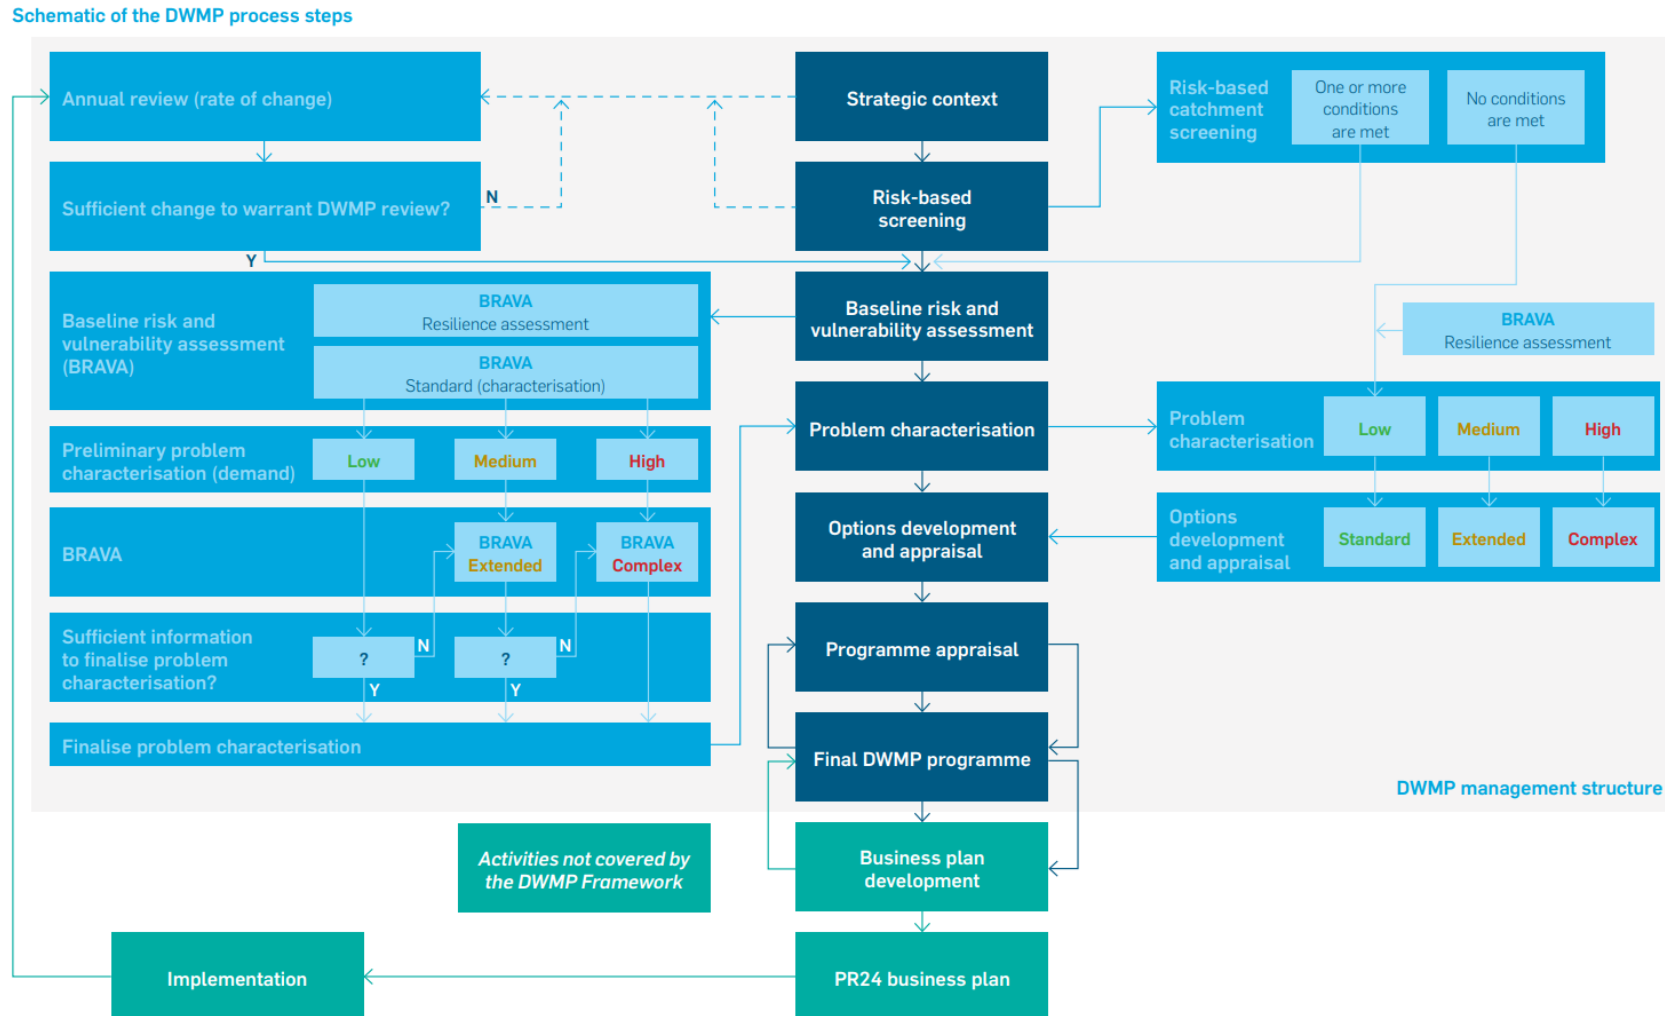 Schematic of the DWMP process steps
Annual review (rate of change)
Strategic context
Risk-based
catchment
screening
One or more
conditions
are met
No conditions
are met
Sufficient change to warrant DWMP review?
N
Risk-based
screening
Y
Baseline risk and
vulnerability assessment
(BRAVA)
BRAVA
Resilience assessment
BRAVA
Standard (characterisation)
Baseline risk and
vulnerability assessment
BRAVA
Resilience assessment
Preliminary problem
characterisation (demand)
Low
Medium
High
Problem characterisation
Problem
characterisation
Low
Medium
High
BRAVA
BRAVA
Extended
BRAVA
Complex
Options development
and appraisal
Options
development
and appraisal
Standard
Extended
Complex
Sufficient information
to finalise problem
characterisation?
?
N
Y
?
N
Y
Programme appraisal
Finalise problem characterisation
Final DWMP programme
DWMP management structure
Activities not covered by
the DWMP Framework
Business plan
development
Implementation
PR24 business plan